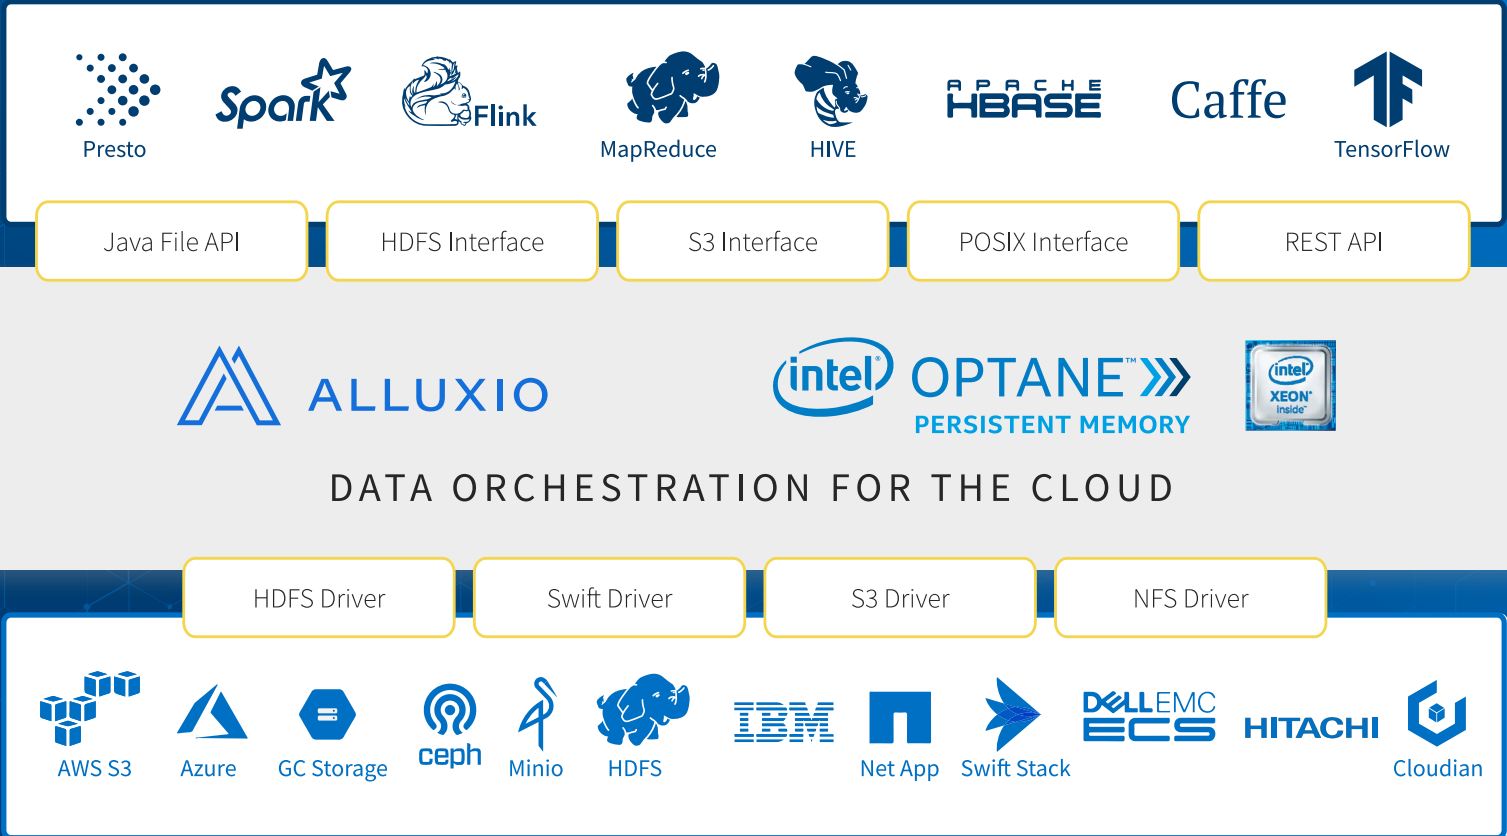 Presto
Spark
Flink
MapReduce
HIVE
APACHE
HBASE
Caffe
TensorFlow
Java File API
HDFS Interface
S3 Interface
POSIX Interface
REST API
ALLUXIO
intel® OPTANE™
PERSISTENT MEMORY
intel®
XEON®
inside™
DATA ORCHESTRATION FOR THE CLOUD
HDFS Driver
Swift Driver
S3 Driver
NFS Driver
AWS S3
Azure
GC Storage
ceph
Minio
HDFS
IBM
Net App
Swift Stack
DELLEMC
ECS
HITACHI
Cloudian